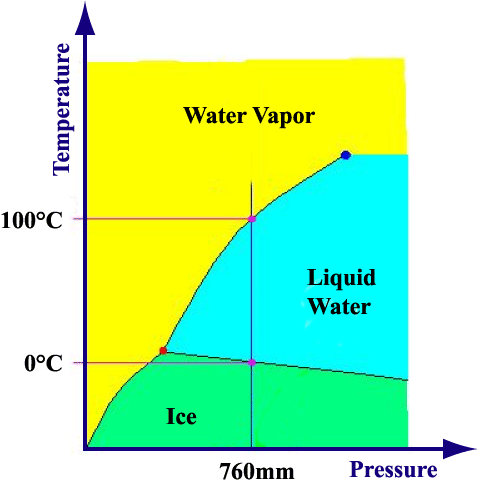 Temperature
Water Vapor
100°C
Liquid
Water
0°C
Ice
760mm
Pressure